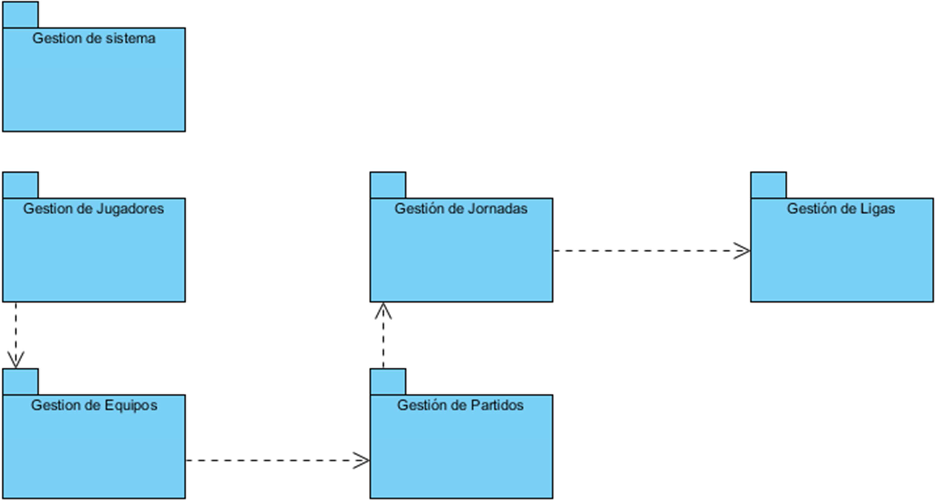 Gestion de sistema
Gestion de Jugadores
Gestión de Jornadas
Gestión de Ligas
Gestion de Equipos
Gestión de Partidos